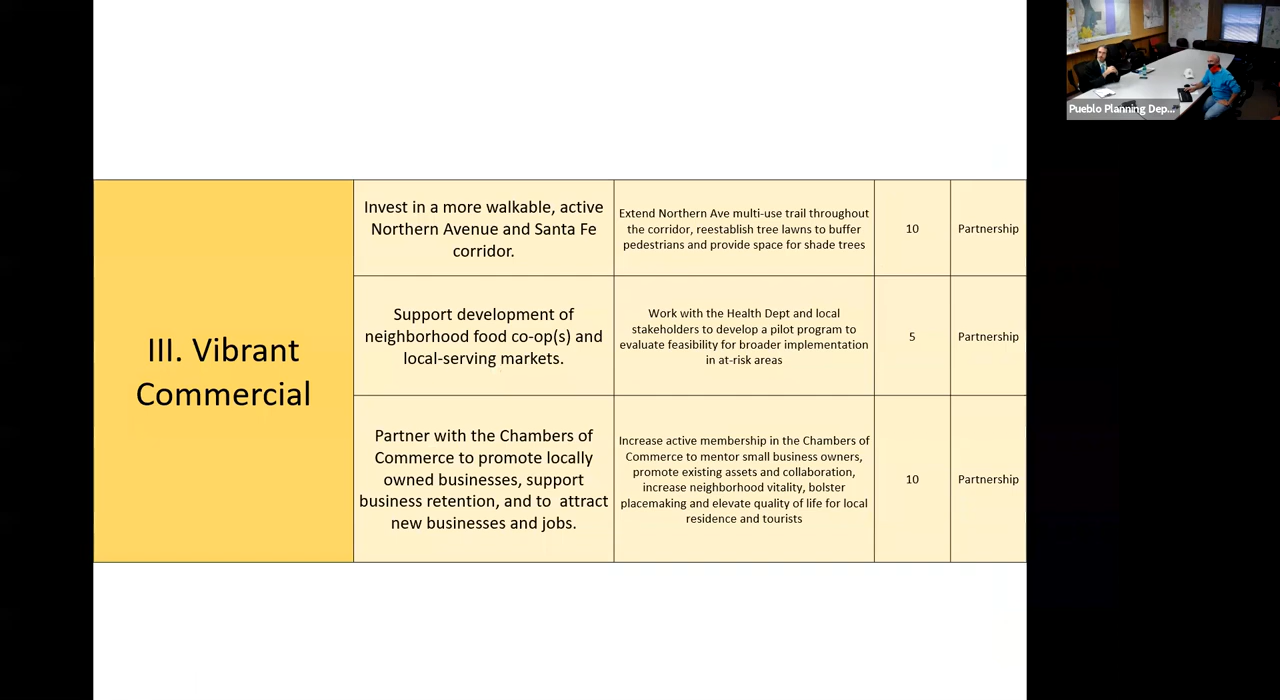 III. Vibrant
Commercial
Invest in a more walkable, active
Northern Avenue and Santa Fe
corridor.
Extend Northern Ave multi-use trail throughout
the corridor, reestablish tree lawns to buffer
pedestrians and provide space for shade trees
10
Partnership
Support development of
neighborhood food co-op(s) and
local-serving markets.
Work with the Health Dept and local
stakeholders to develop a pilot program to
evaluate feasibility for broader implementation
in at-risk areas
5
Partnership
Partner with the Chambers of
Commerce to promote locally
owned businesses, support
business retention, and to  attract
new businesses and jobs.
Increase active membership in the Chambers of
Commerce to mentor small business owners,
promote existing assets and collaboration,
increase neighborhood vitality, bolster
placemaking and elevate quality of life for local
residence and tourists
10
Partnership
Pueblo Planning Dep...